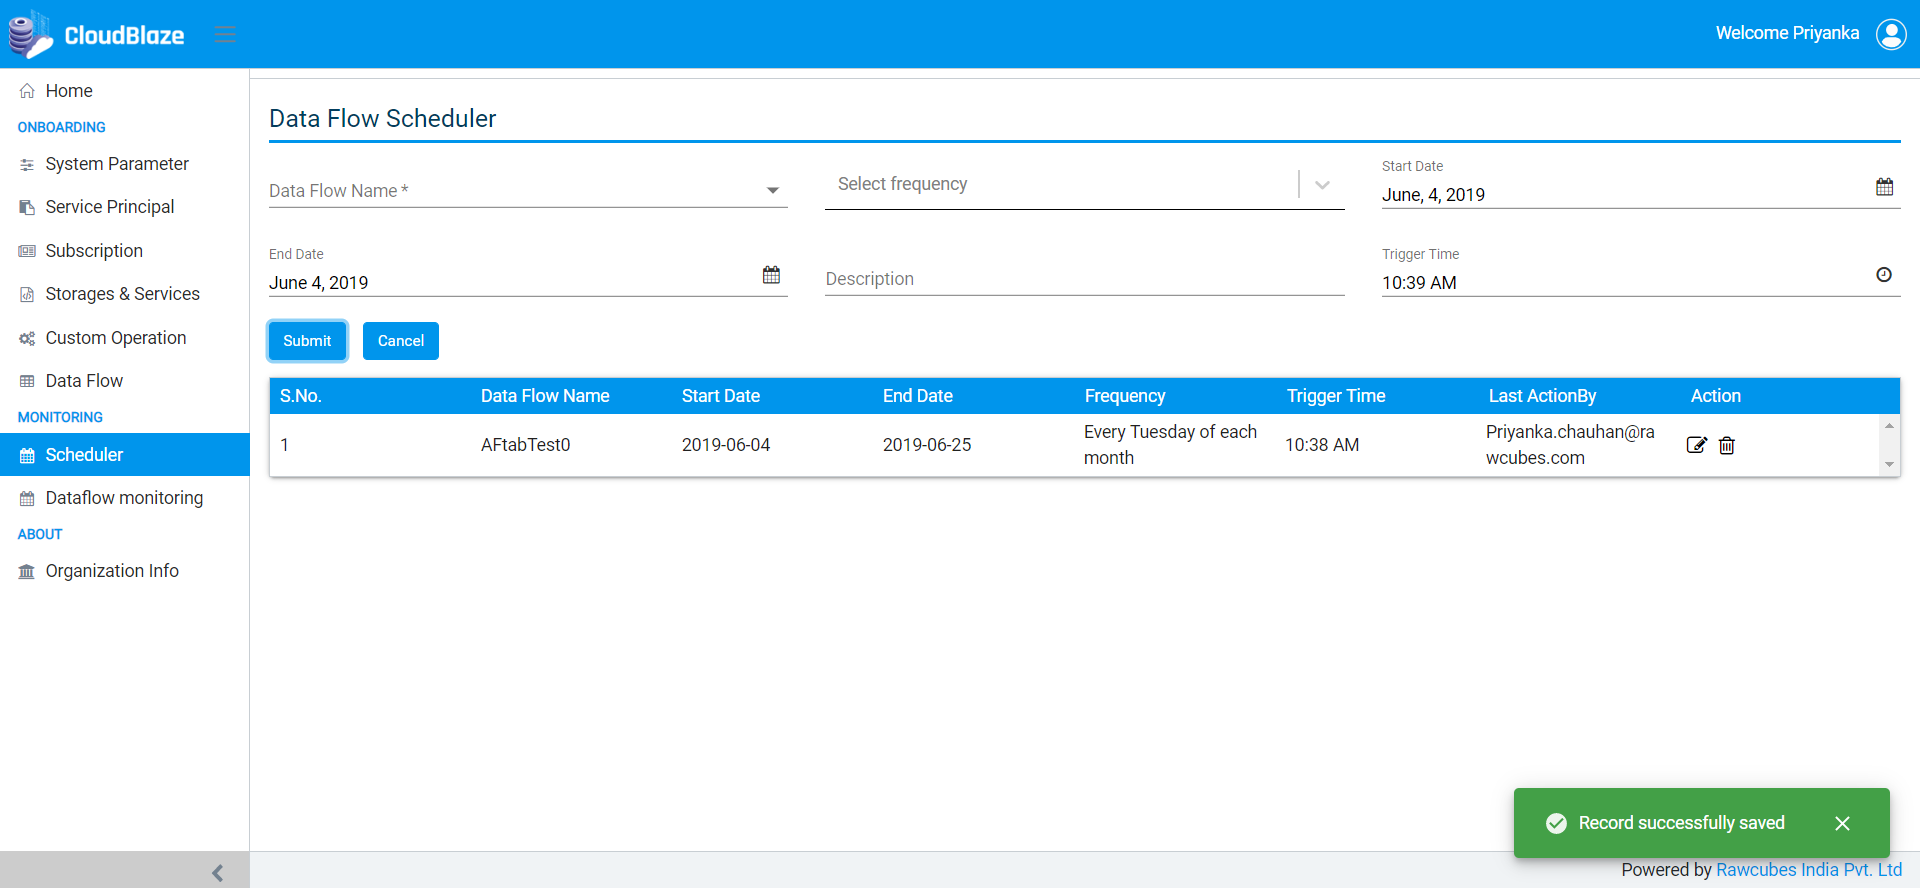 CloudBlaze
Welcome Priyanka
Home
ONBOARDING
System Parameter
Service Principal
Subscription
Storages & Services
Custom Operation
Data Flow
MONITORING
Scheduler
Dataflow monitoring
ABOUT
Organization Info
Data Flow Scheduler
Data Flow Name *
Select frequency
Start Date
June, 4, 2019
End Date
June 4, 2019
Description
Trigger Time
10:39 AM
Submit
Cancel
S.No. Data Flow Name Start Date End Date Frequency Trigger Time Last ActionBy Action
1 AFtabTest0 2019-06-04 2019-06-25 Every Tuesday of each 10:38 AM Priyanka.chauhan@ra
month wcubes.com
Record successfully saved
Powered by Rawcubes India Pvt. Ltd